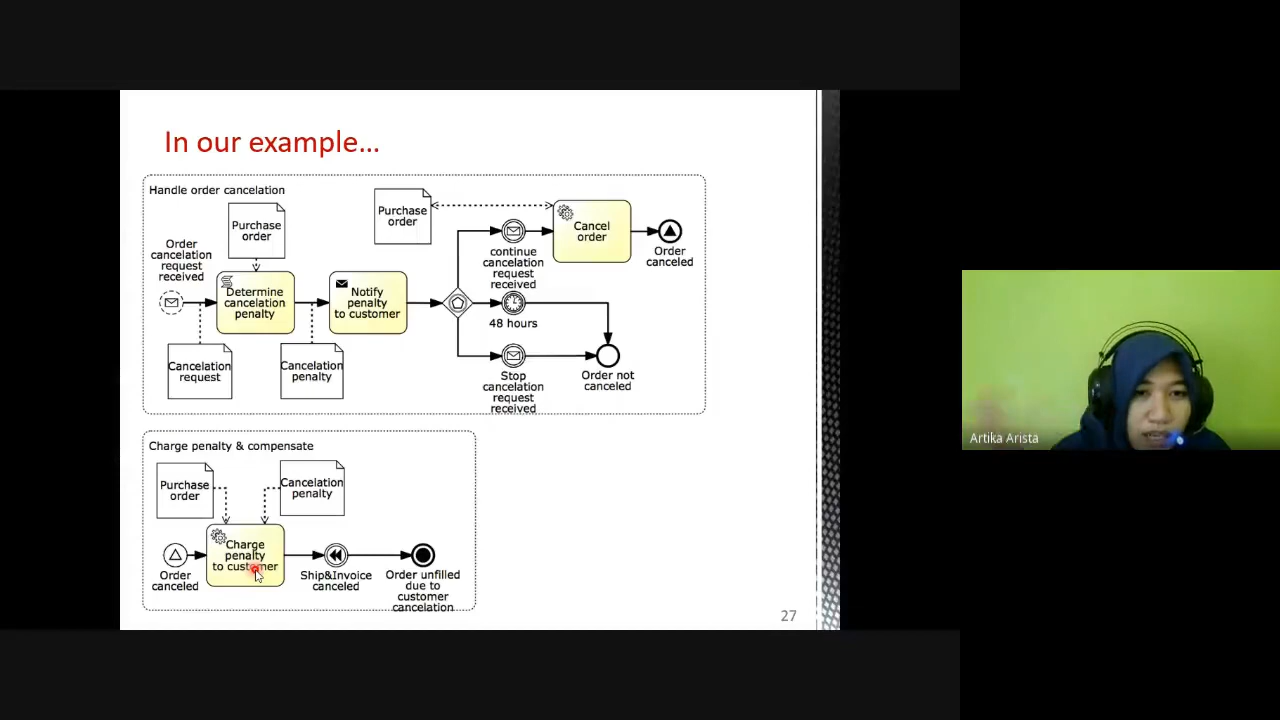 In our example...
Handle order cancelation
Purchase
order
Order
cancelation
request
received
Determine
cancelation
penalty
Cancelation
request
Notify
penalty
to customer
Cancelation
penalty
Purchase
order
continue
cancelation
request
received
48 hours
Stop
cancelation
request
received
Cancel
order
Order
canceled
Order not
canceled
Charge penalty & compensate
Purchase
order
Cancelation
penalty
Order
canceled
Charge
penalty
to customer
Ship&Invoice
canceled
Order unfilled
due to
customer
cancelation
27
Artika Arista